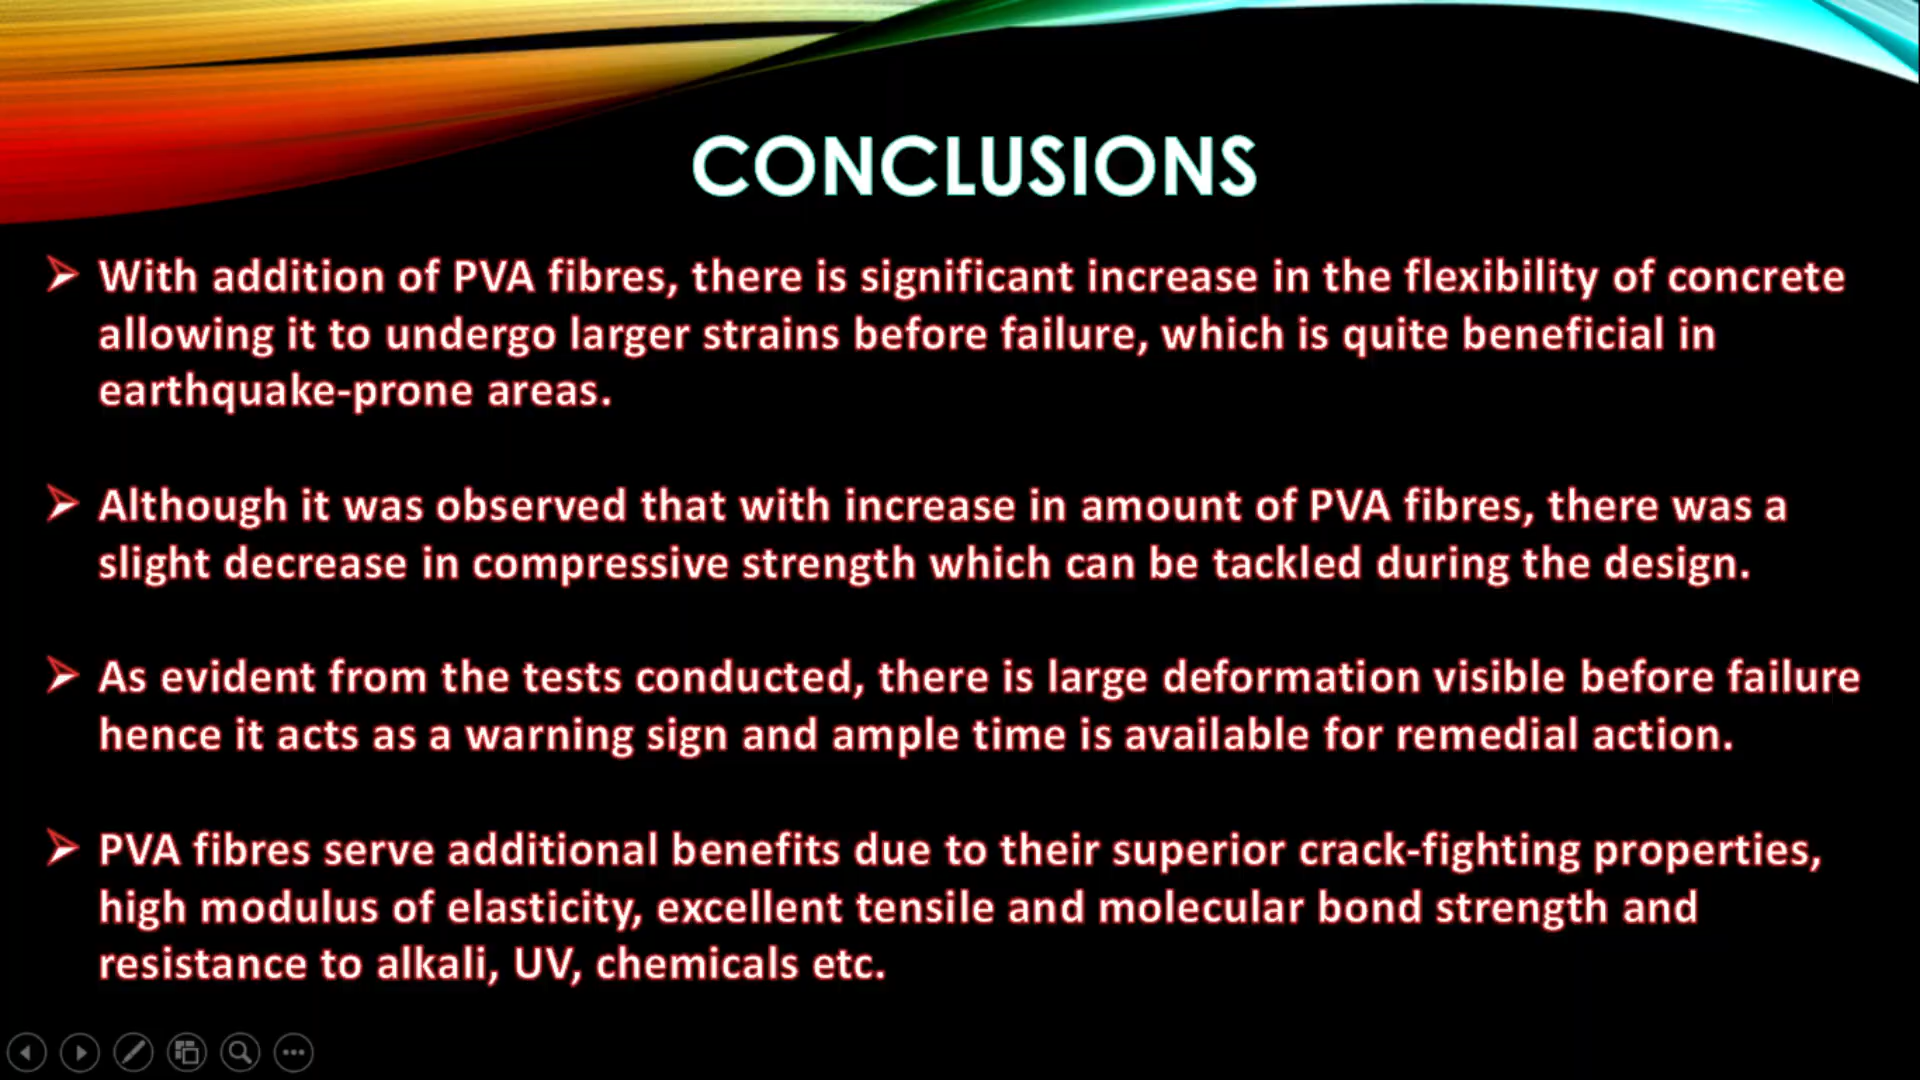 CONCLUSIONS
With addition of PVA fibres, there is significant increase in the flexibility of concrete
allowing it to undergo larger strains before failure, which is quite beneficial in
earthquake-prone areas.
Although it was observed that with increase in amount of PVA fibres, there was a
slight decrease in compressive strength which can be tackled during the design.
As evident from the tests conducted, there is large deformation visible before failure
hence it acts as a warning sign and ample time is available for remedial action.
PVA fibres serve additional benefits due to their superior crack-fighting properties,
high modulus of elasticity, excellent tensile and molecular bond strength and
resistance to alkali, UV, chemicals etc.